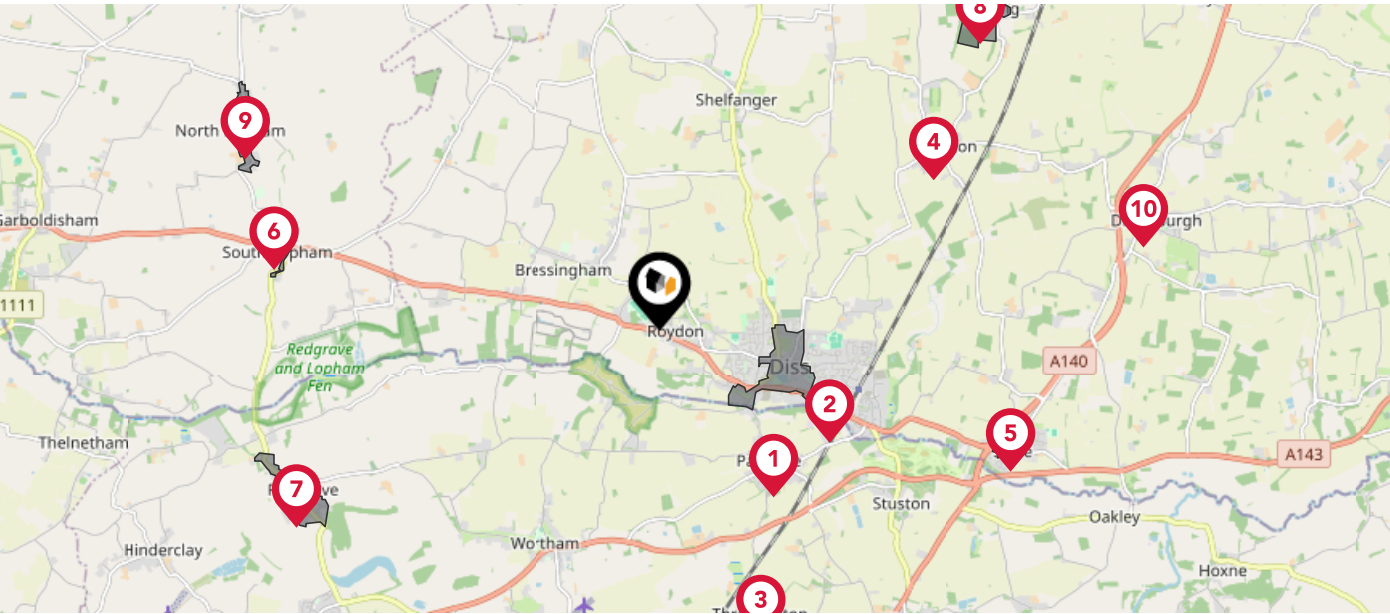 8
Shelfanger
9
North
4
Garboldisham
10
6
Bressingham
1111
Roydon
Redgrave
and Lopham
Fen
A140
Diss
2
5
Thelnetham
1
A143
7
Stuston
Oakley
Hinderclay
Hoxne
3